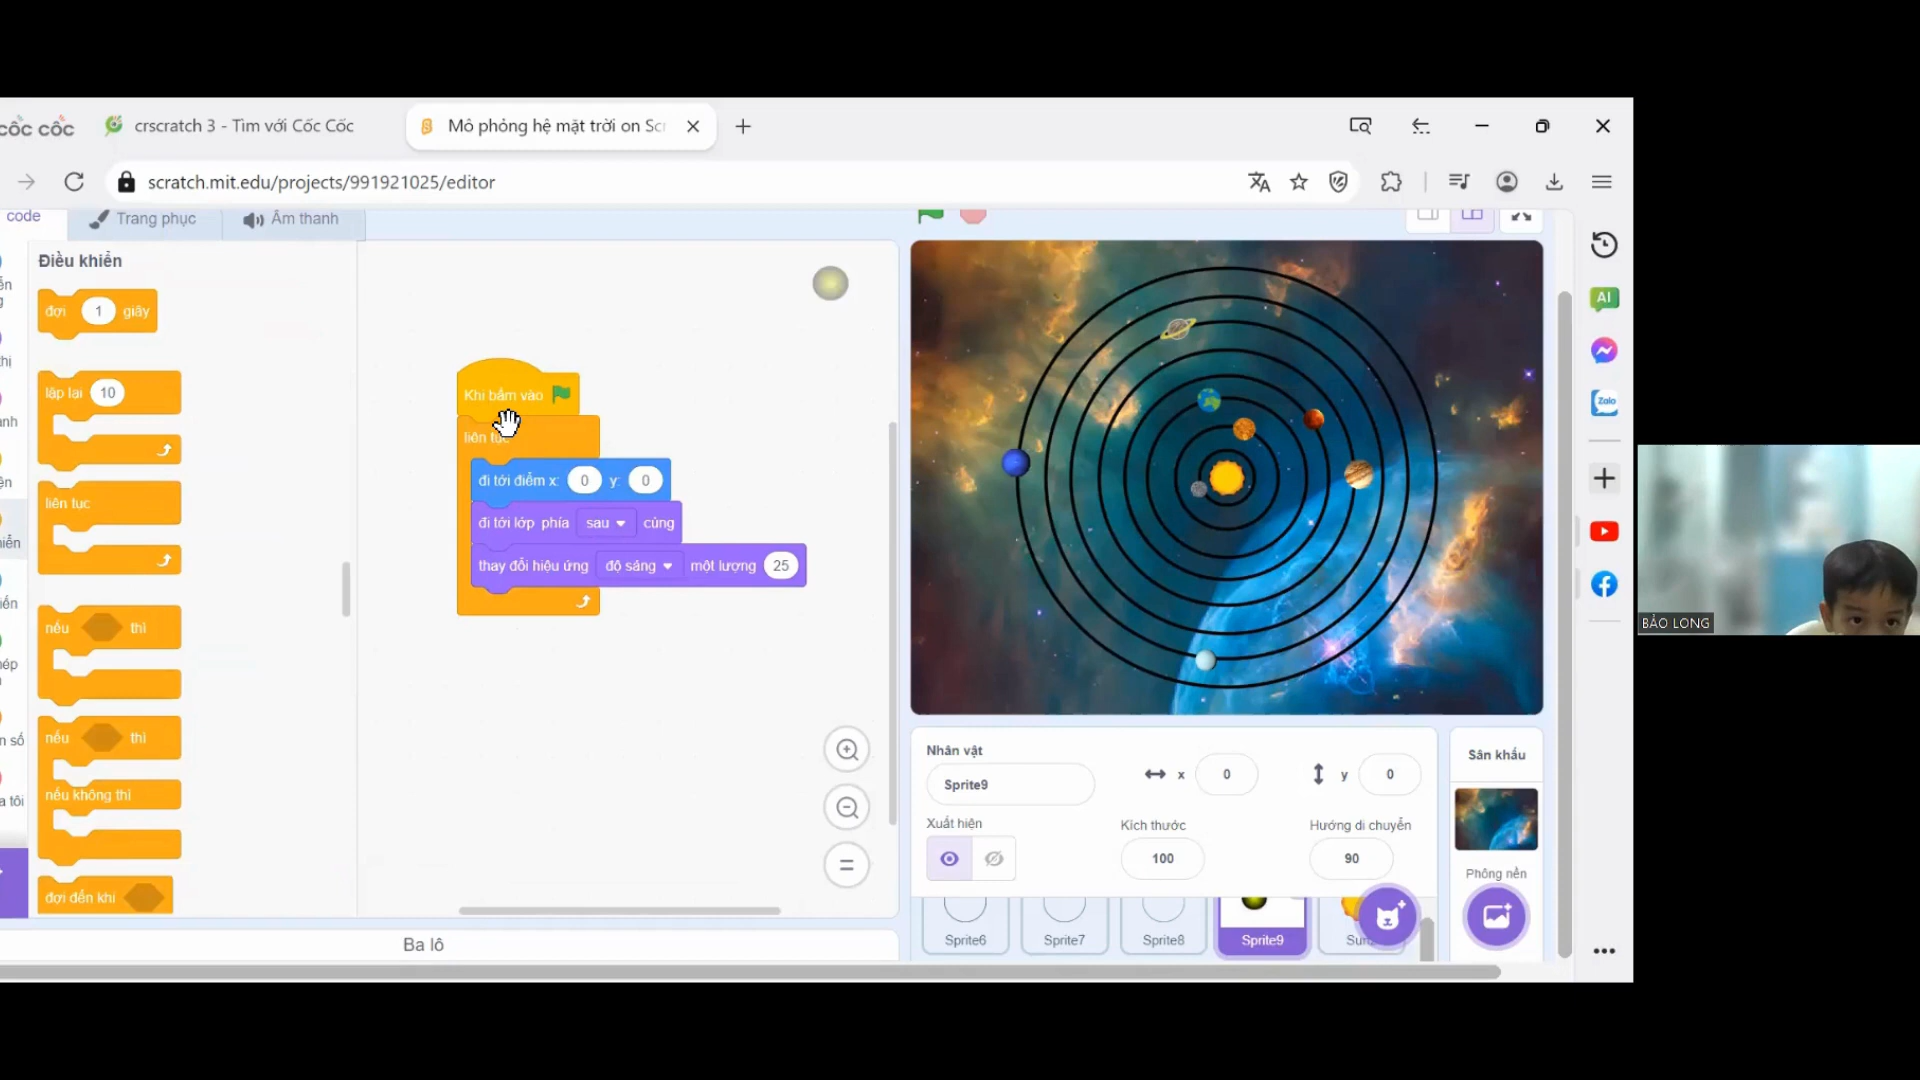 cốc cốc
crscratch 3 - Tìm với Cốc Cốc
Mô phỏng hệ mặt trời on Scr
scratch.mit.edu/projects/991921025/editor
code
Trang phục
Âm thanh
Điều khiển
đợi 1 giây
lặp lại 10
liên tục
nếu thì
nếu thì
nếu không thì
đợi đến khi
Khi bấm vào
liên tục
đi tới điểm x: 0 y: 0
đi tới lớp phía sau cùng
thay đổi hiệu ứng độ sáng một lượng 25
Ba lô
Nhân vật
Sprite9
x 0
y 0
Xuất hiện
Kích thước
100
Hướng di chuyển
90
Sprite6
Sprite7
Sprite8
Sprite9
Sun
Sân khấu
Phông nền
AI
Zalo
BẢO LONG